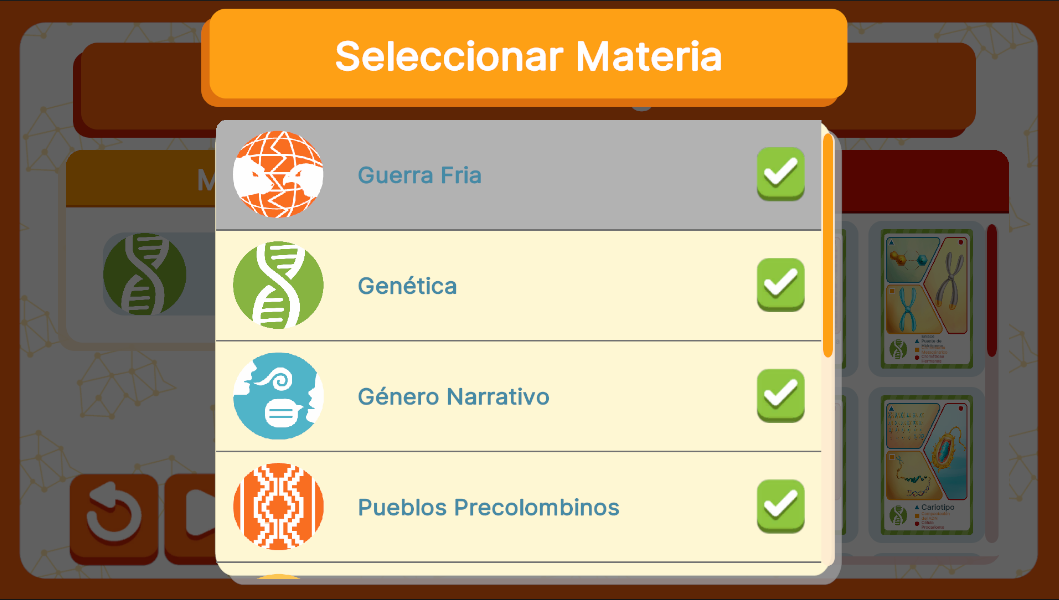 Seleccionar Materia
Guerra Fria
Genética
Género Narrativo
Pueblos Precolombinos
Cariotipo